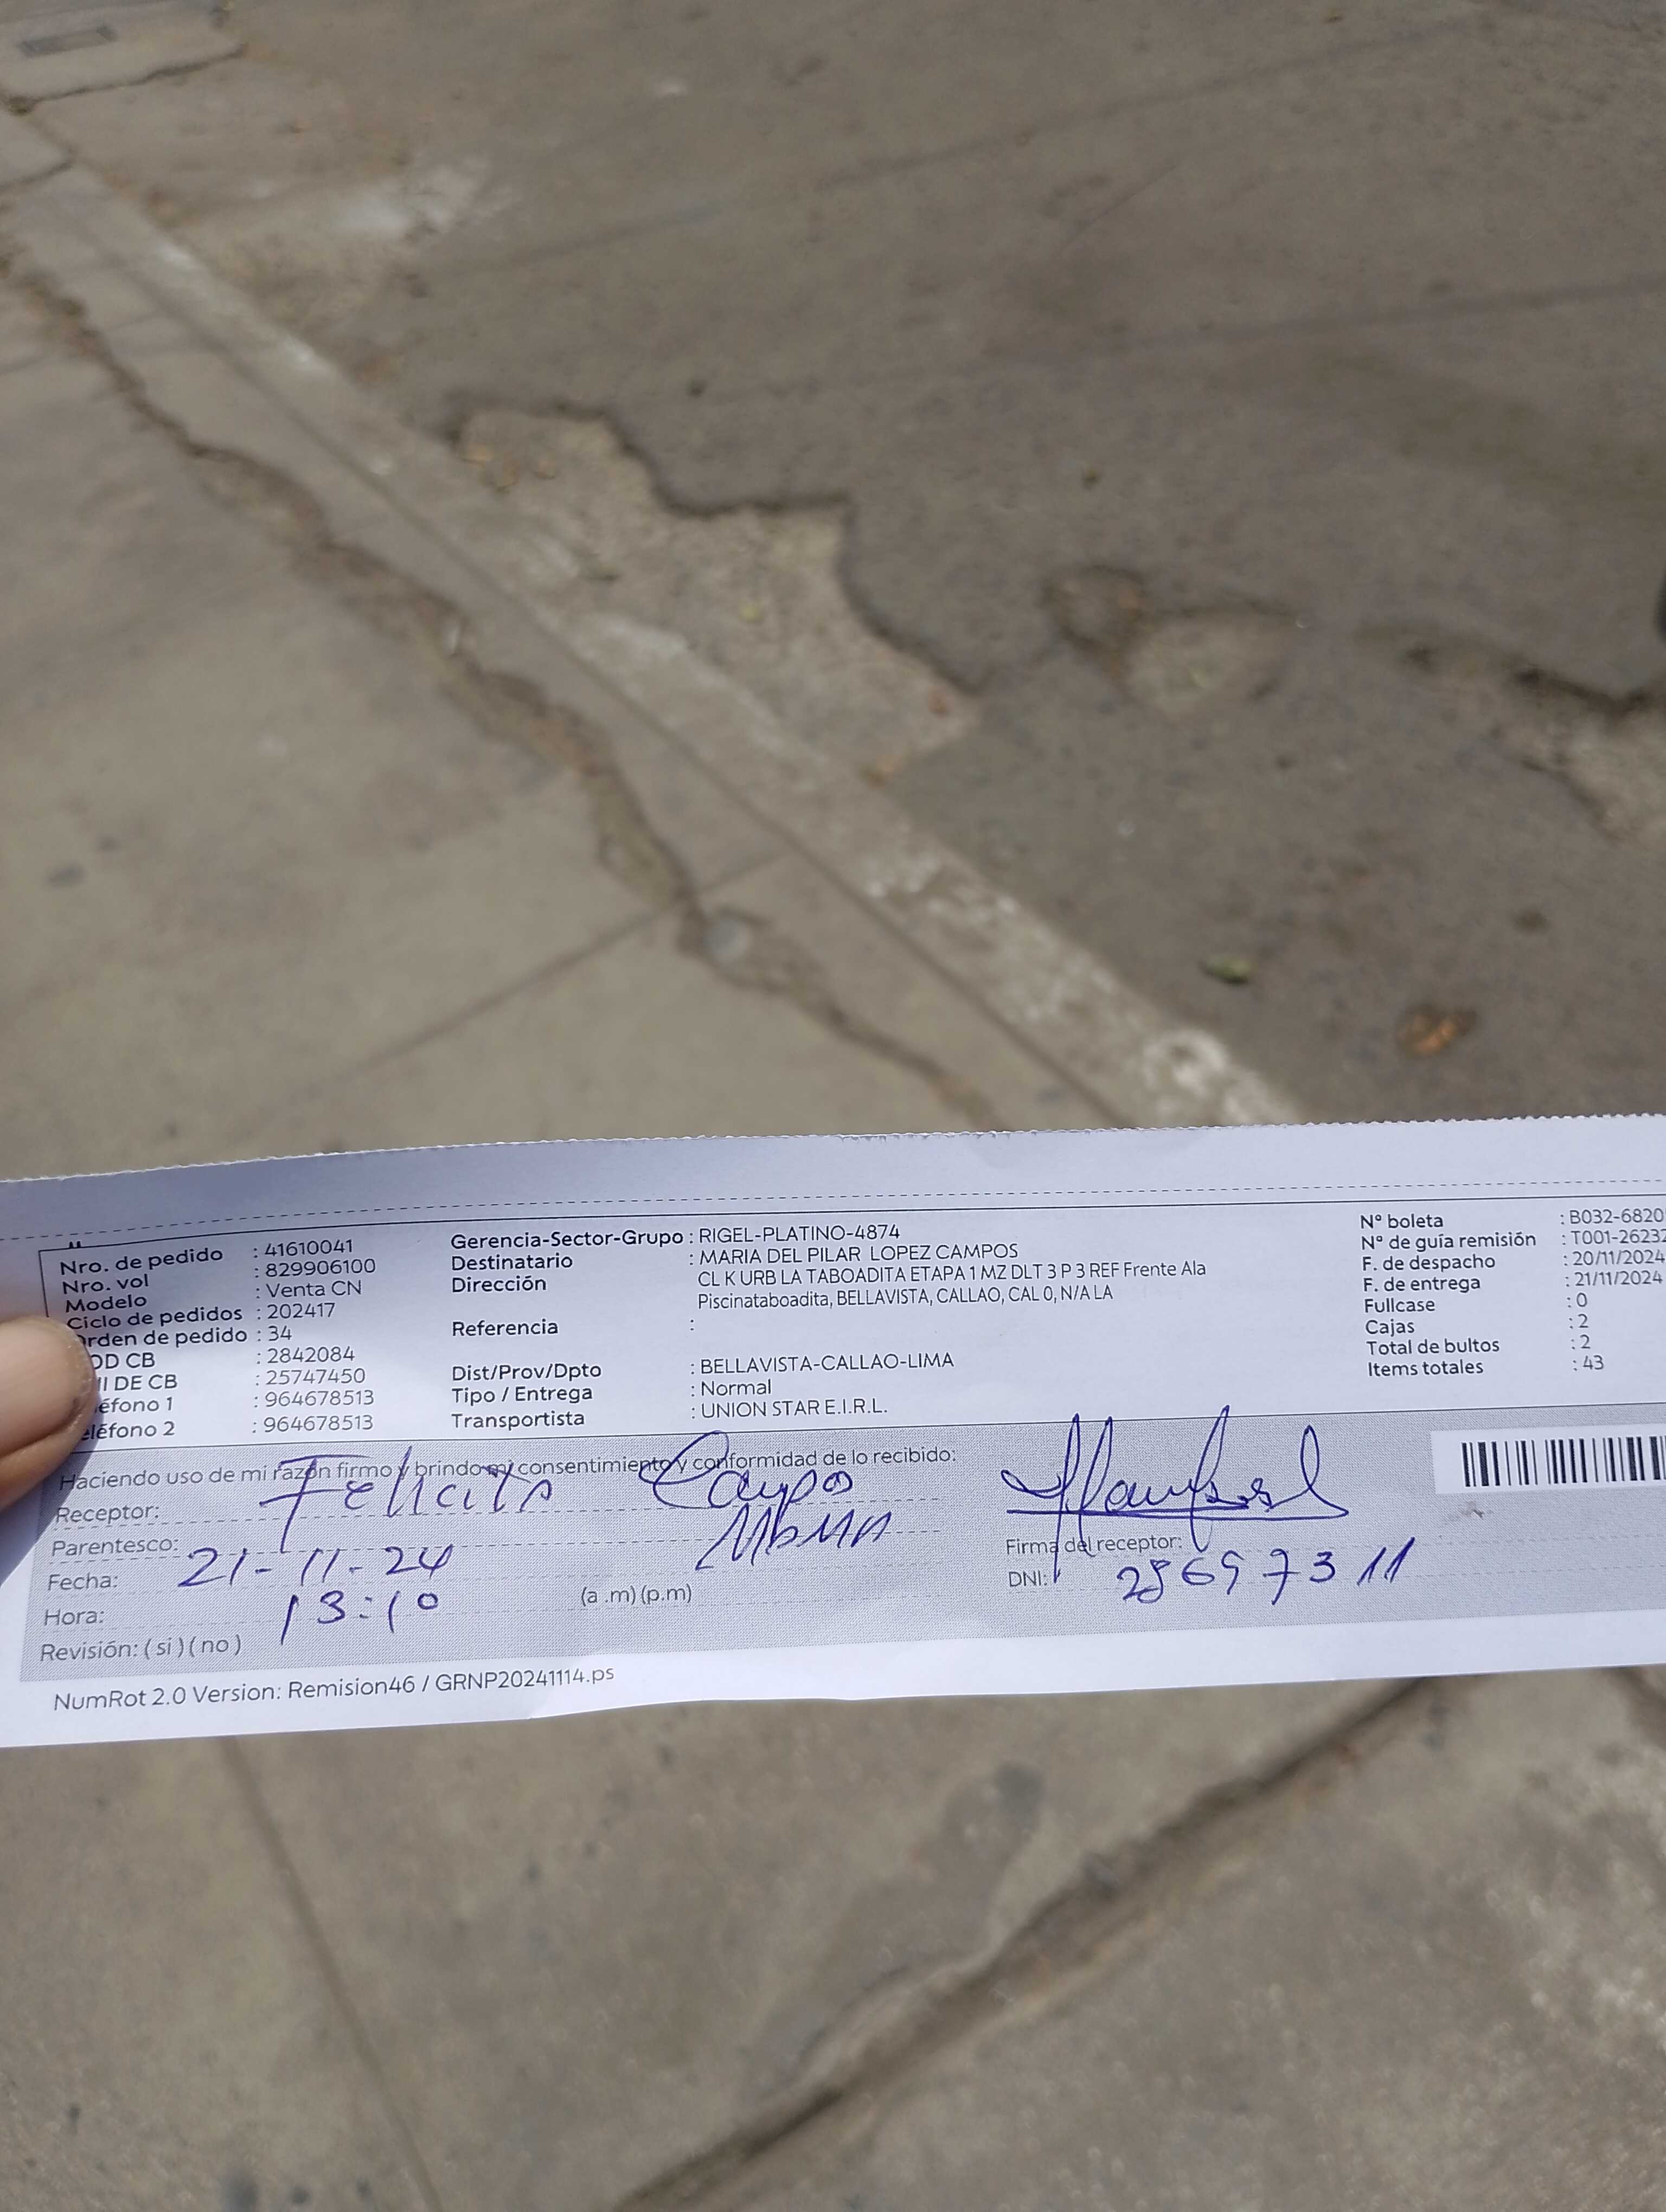 Nro. de pedido : 41610041
Nro. vol : 829906100
Modelo : Venta CN
Ciclo de pedidos : 202417
rden de pedido : 34
OD CB : 2842084
I DE CB : 25747450
éfono 1 : 964678513
léfono 2 : 964678513
Gerencia-Sector-Grupo : RIGEL-PLATINO-4874
Destinatario : MARIA DEL PILAR LOPEZ CAMPOS
Dirección CL K URB LA TABOADITA ETAPA 1 MZ DLT 3 P 3 REF Frente Ala
Piscinataboadita, BELLAVISTA, CALLAO, CAL 0, N/A LA
Referencia :
Dist/Prov/Dpto : BELLAVISTA-CALLAO-LIMA
Tipo / Entrega : Normal
Transportista : UNION STAR E.I.R.L.
N° boleta : B032-6820
N° de guía remisión : T001-26232
F. de despacho : 20/11/2024
F. de entrega : 21/11/2024
Fullcase : 0
Cajas : 2
Total de bultos : 2
Items totales : 43
Haciendo uso de mi razón firmo y brindo mi consentimiento y conformidad de lo recibido:
Receptor: Felicita Campos
Parentesco: MAMA
Fecha: 21-11-24
Hora: 13:10 (a .m) (p.m)
Revisión: ( si ) ( no )
Firma del receptor:
DNI:
NumRot 2.0 Version: Remision46 / GRNP20241114.ps